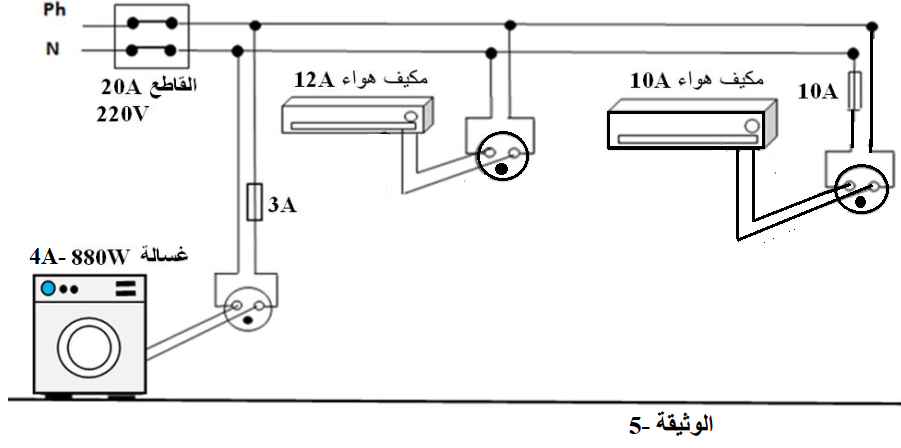 Ph
N
القاطع 20A
220V
مكيف هواء 12A
مكيف هواء 10A
10A
3A
غسالة 4A- 880W
الوثيقة -5